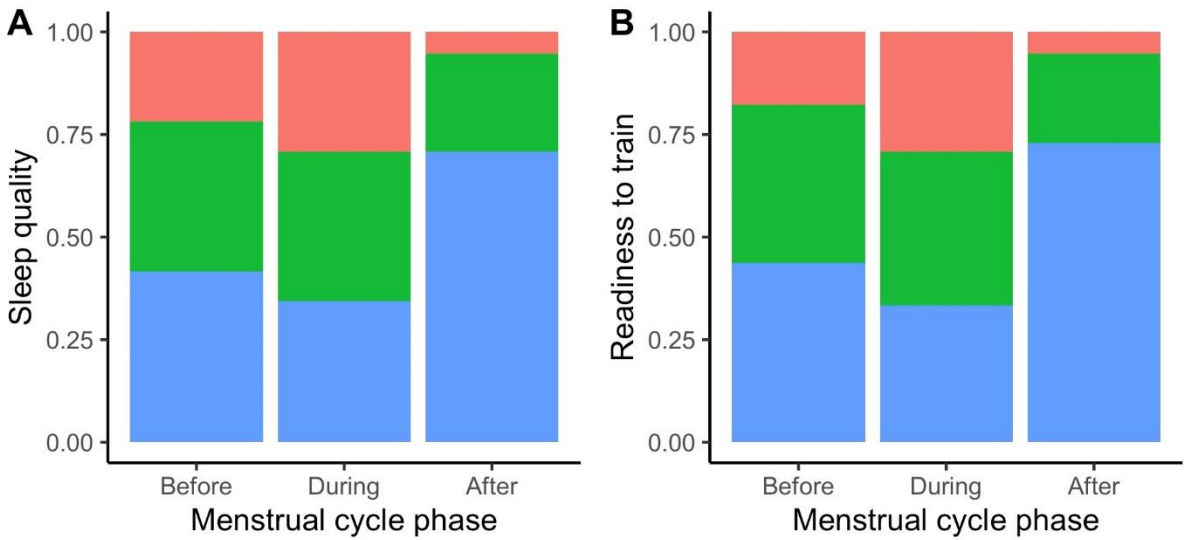 A
Sleep quality
1.00
0.75
0.50
0.25
0.00
Before During After
Menstrual cycle phase
B
Readiness to train
1.00
0.75
0.50
0.25
0.00
Before During After
Menstrual cycle phase